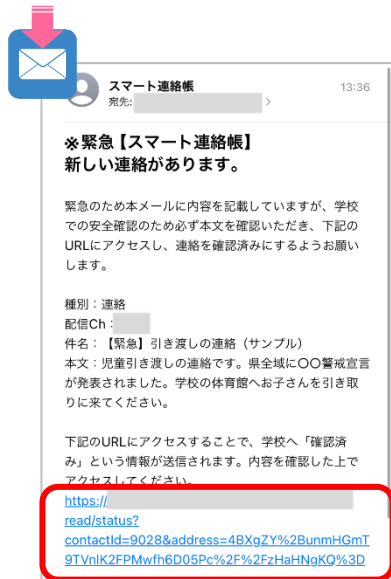 スマート連絡帳
13:36
宛先:
※緊急【スマート連絡帳】
新しい連絡があります。
緊急のため本メールに内容を記載していますが、学校
での安全確認のため必ず本文を確認いただき、下記の
URLにアクセスし、連絡を確認済みにするようお願い
します。
種別：連絡
配信Ch：
件名：【緊急】引き渡しの連絡（サンプル）
本文：児童引き渡しの連絡です。県全域に〇〇警戒宣言
が発表されました。学校の体育館へお子さんを引き取
りに来てください。
下記のURLにアクセスすることで、学校へ「確認済
み」という情報が送信されます。内容を確認した上で
アクセスしてください。
https://
read/status?
contactId=9028&address=4BXgZY%2BunmHGmT
9TVnlK2FPMwfh6D05Pc%2F%2FzHaHNgKQ%3D